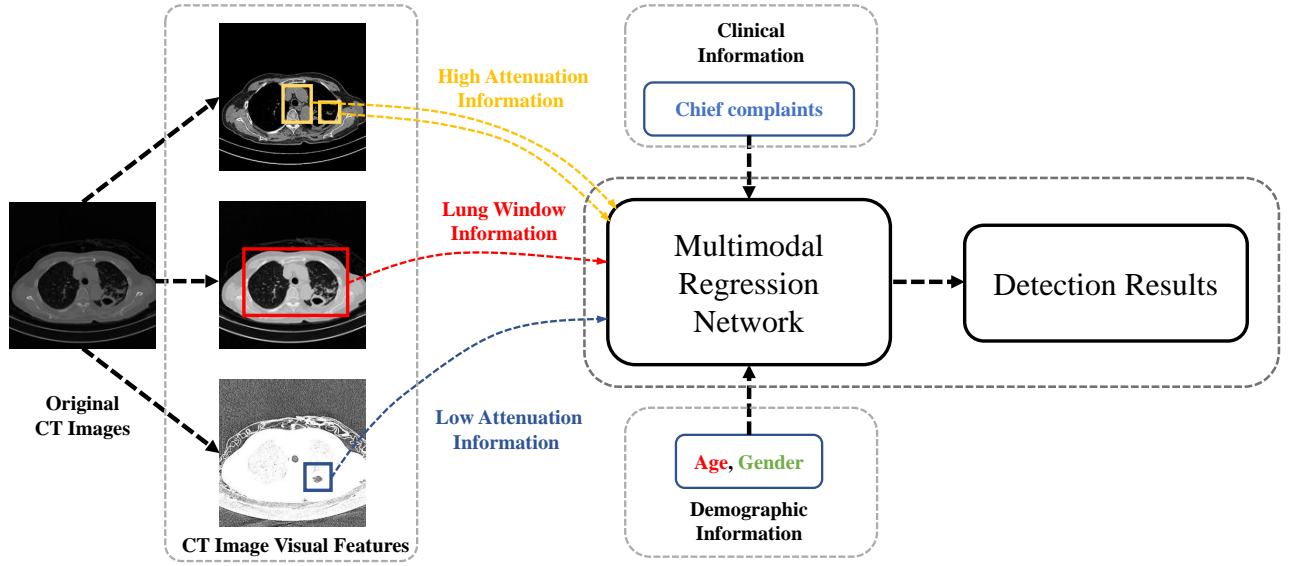 Original
CT Images
CT Image Visual Features
High Attenuation
Information
Lung Window
Information
Low Attenuation
Information
Clinical
Information
Chief complaints
Multimodal
Regression
Network
Detection Results
Age, Gender
Demographic
Information